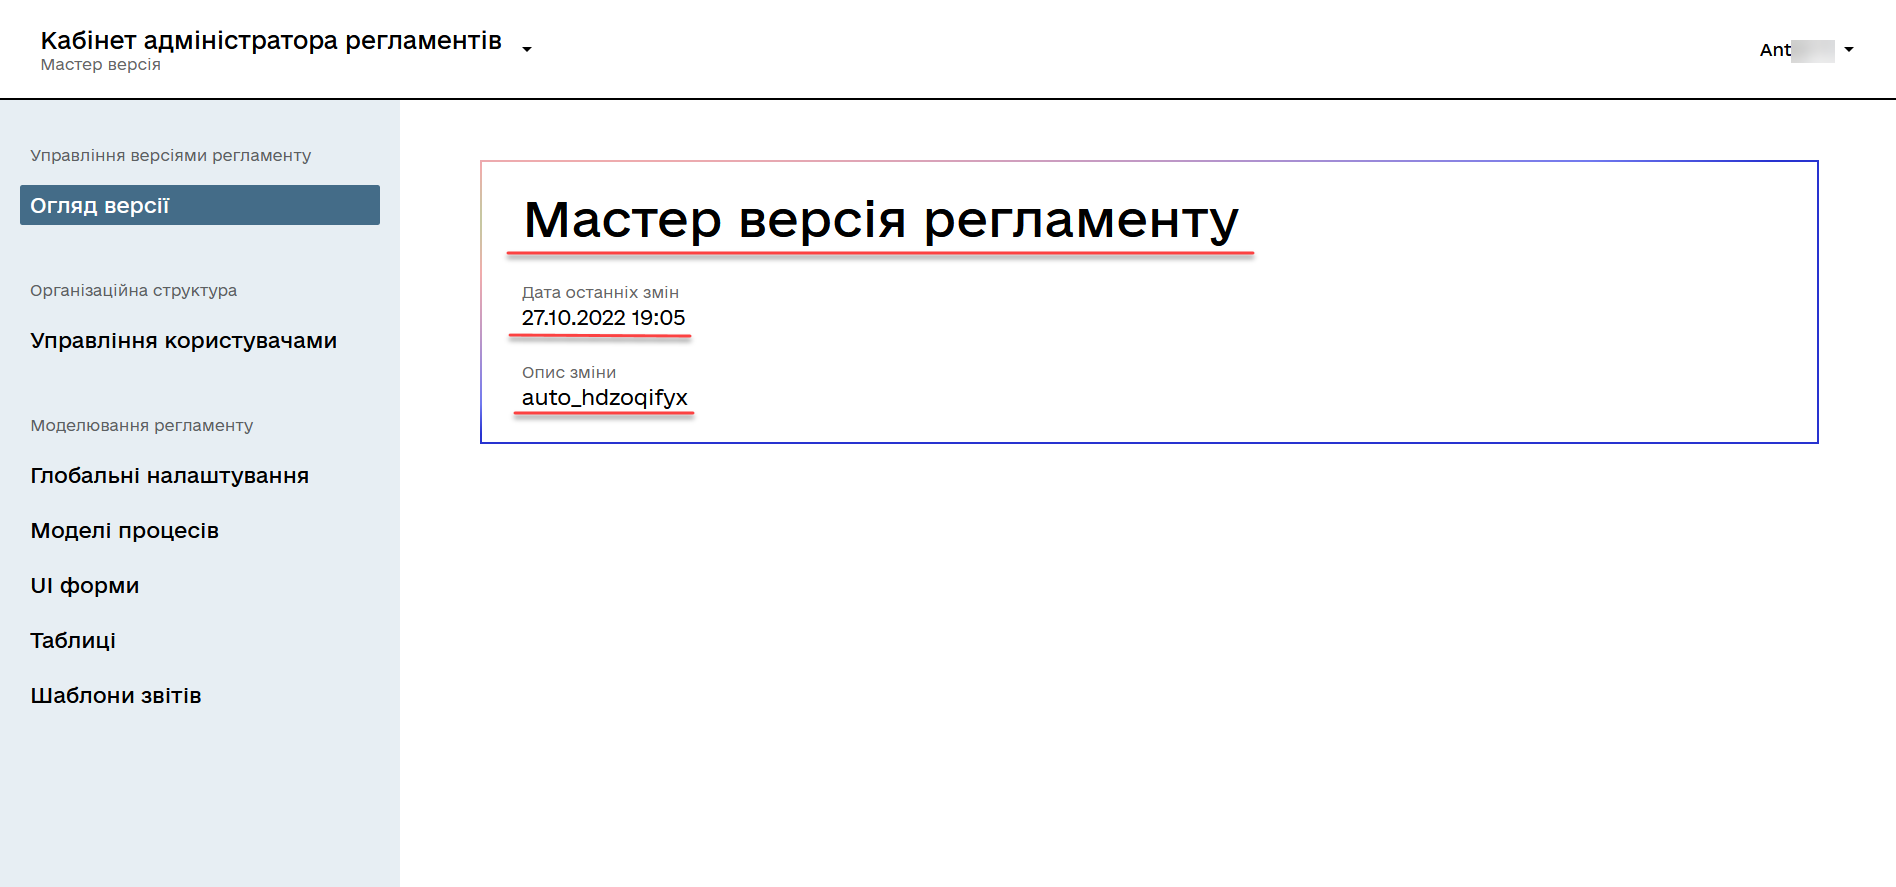 Кабінет адміністратора регламентів
Мастер версія
Ant
Управління версіями регламенту
Огляд версії
Організаційна структура
Управління користувачами
Моделювання регламенту
Глобальні налаштування
Моделі процесів
UI форми
Таблиці
Шаблони звітів
Мастер версія регламенту
Дата останніх змін
27.10.2022 19:05
Опис зміни
auto_hdzoqifyx